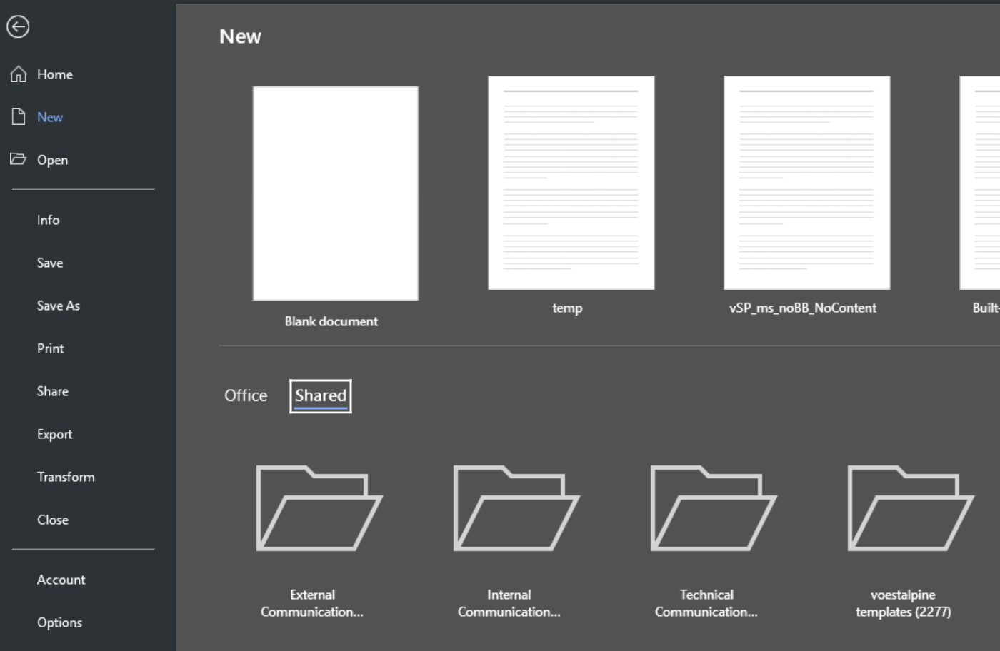 New
Home
New
Open
Info
Save
Save As
Print
Share
Export
Transform
Close
Account
Options
Blank document
temp
vSP_ms_noBB_NoContent
Built-
Office
Shared
External
Communication...
Internal
Communication...
Technical
Communication...
voestalpine
templates (2277)